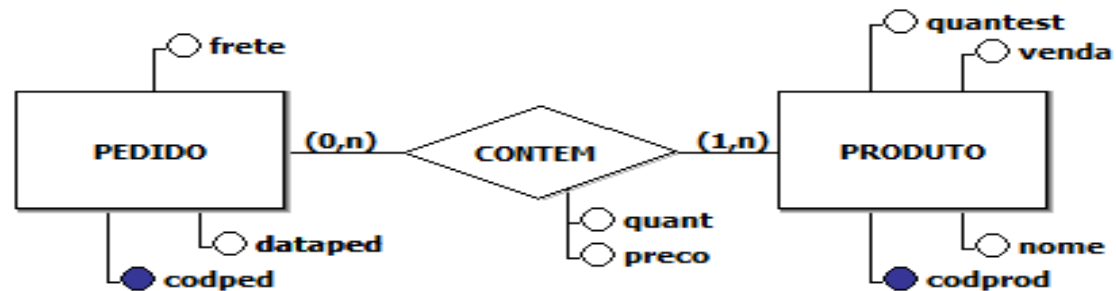 quantest
frete
venda
PEDIDO
(0,n)
CONTEM
(1,n)
PRODUTO
quant
dataped
nome
preco
codped
codprod